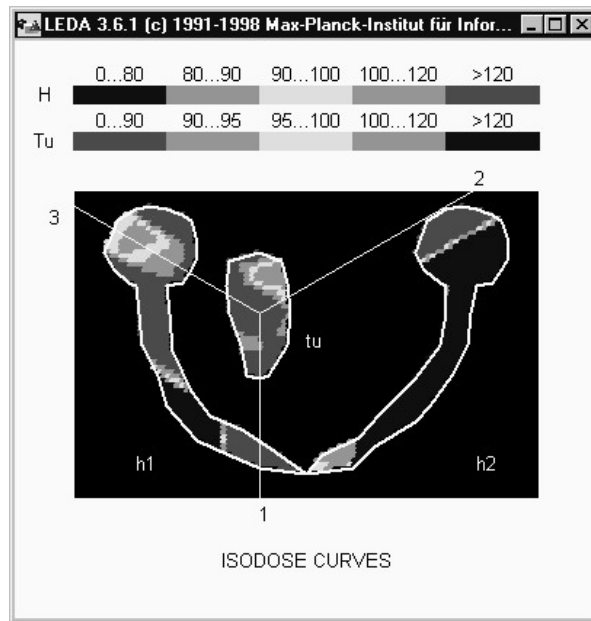 LEDA 3.6.1 (c) 1991-1998 Max-Planck-Institut für Infor...
0...80 80...90 90...100 100...120 >120
H
0...90 90...95 95...100 100...120 >120
Tu
2
3
tu
h1 h2
1
ISODOSE CURVES